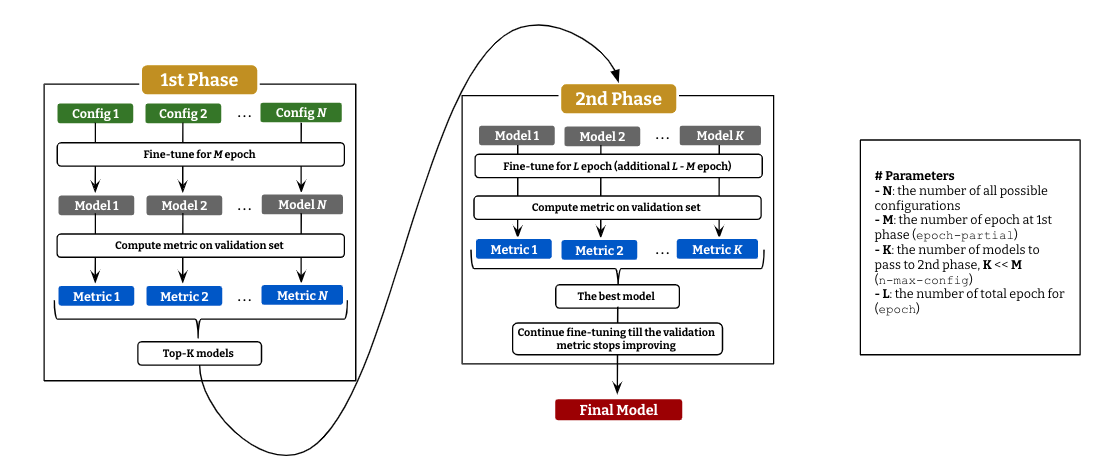 1st Phase
Config 1 Config 2 ... Config N
Fine-tune for M epoch
Model 1 Model 2 ... Model N
Compute metric on validation set
Metric 1 Metric 2 ... Metric N
Top-K models
2nd Phase
Model 1 Model 2 ... Model K
Fine-tune for L epoch (additional L - M epoch)
Compute metric on validation set
Metric 1 Metric 2 ... Metric K
The best model
Continue fine-tuning till the validation
metric stops improving
Final Model
# Parameters
- N: the number of all possible
configurations
- M: the number of epoch at 1st
phase (epoch-partial)
- K: the number of models to
pass to 2nd phase, K << M
(n-max-config)
- L: the number of total epoch for
(epoch)